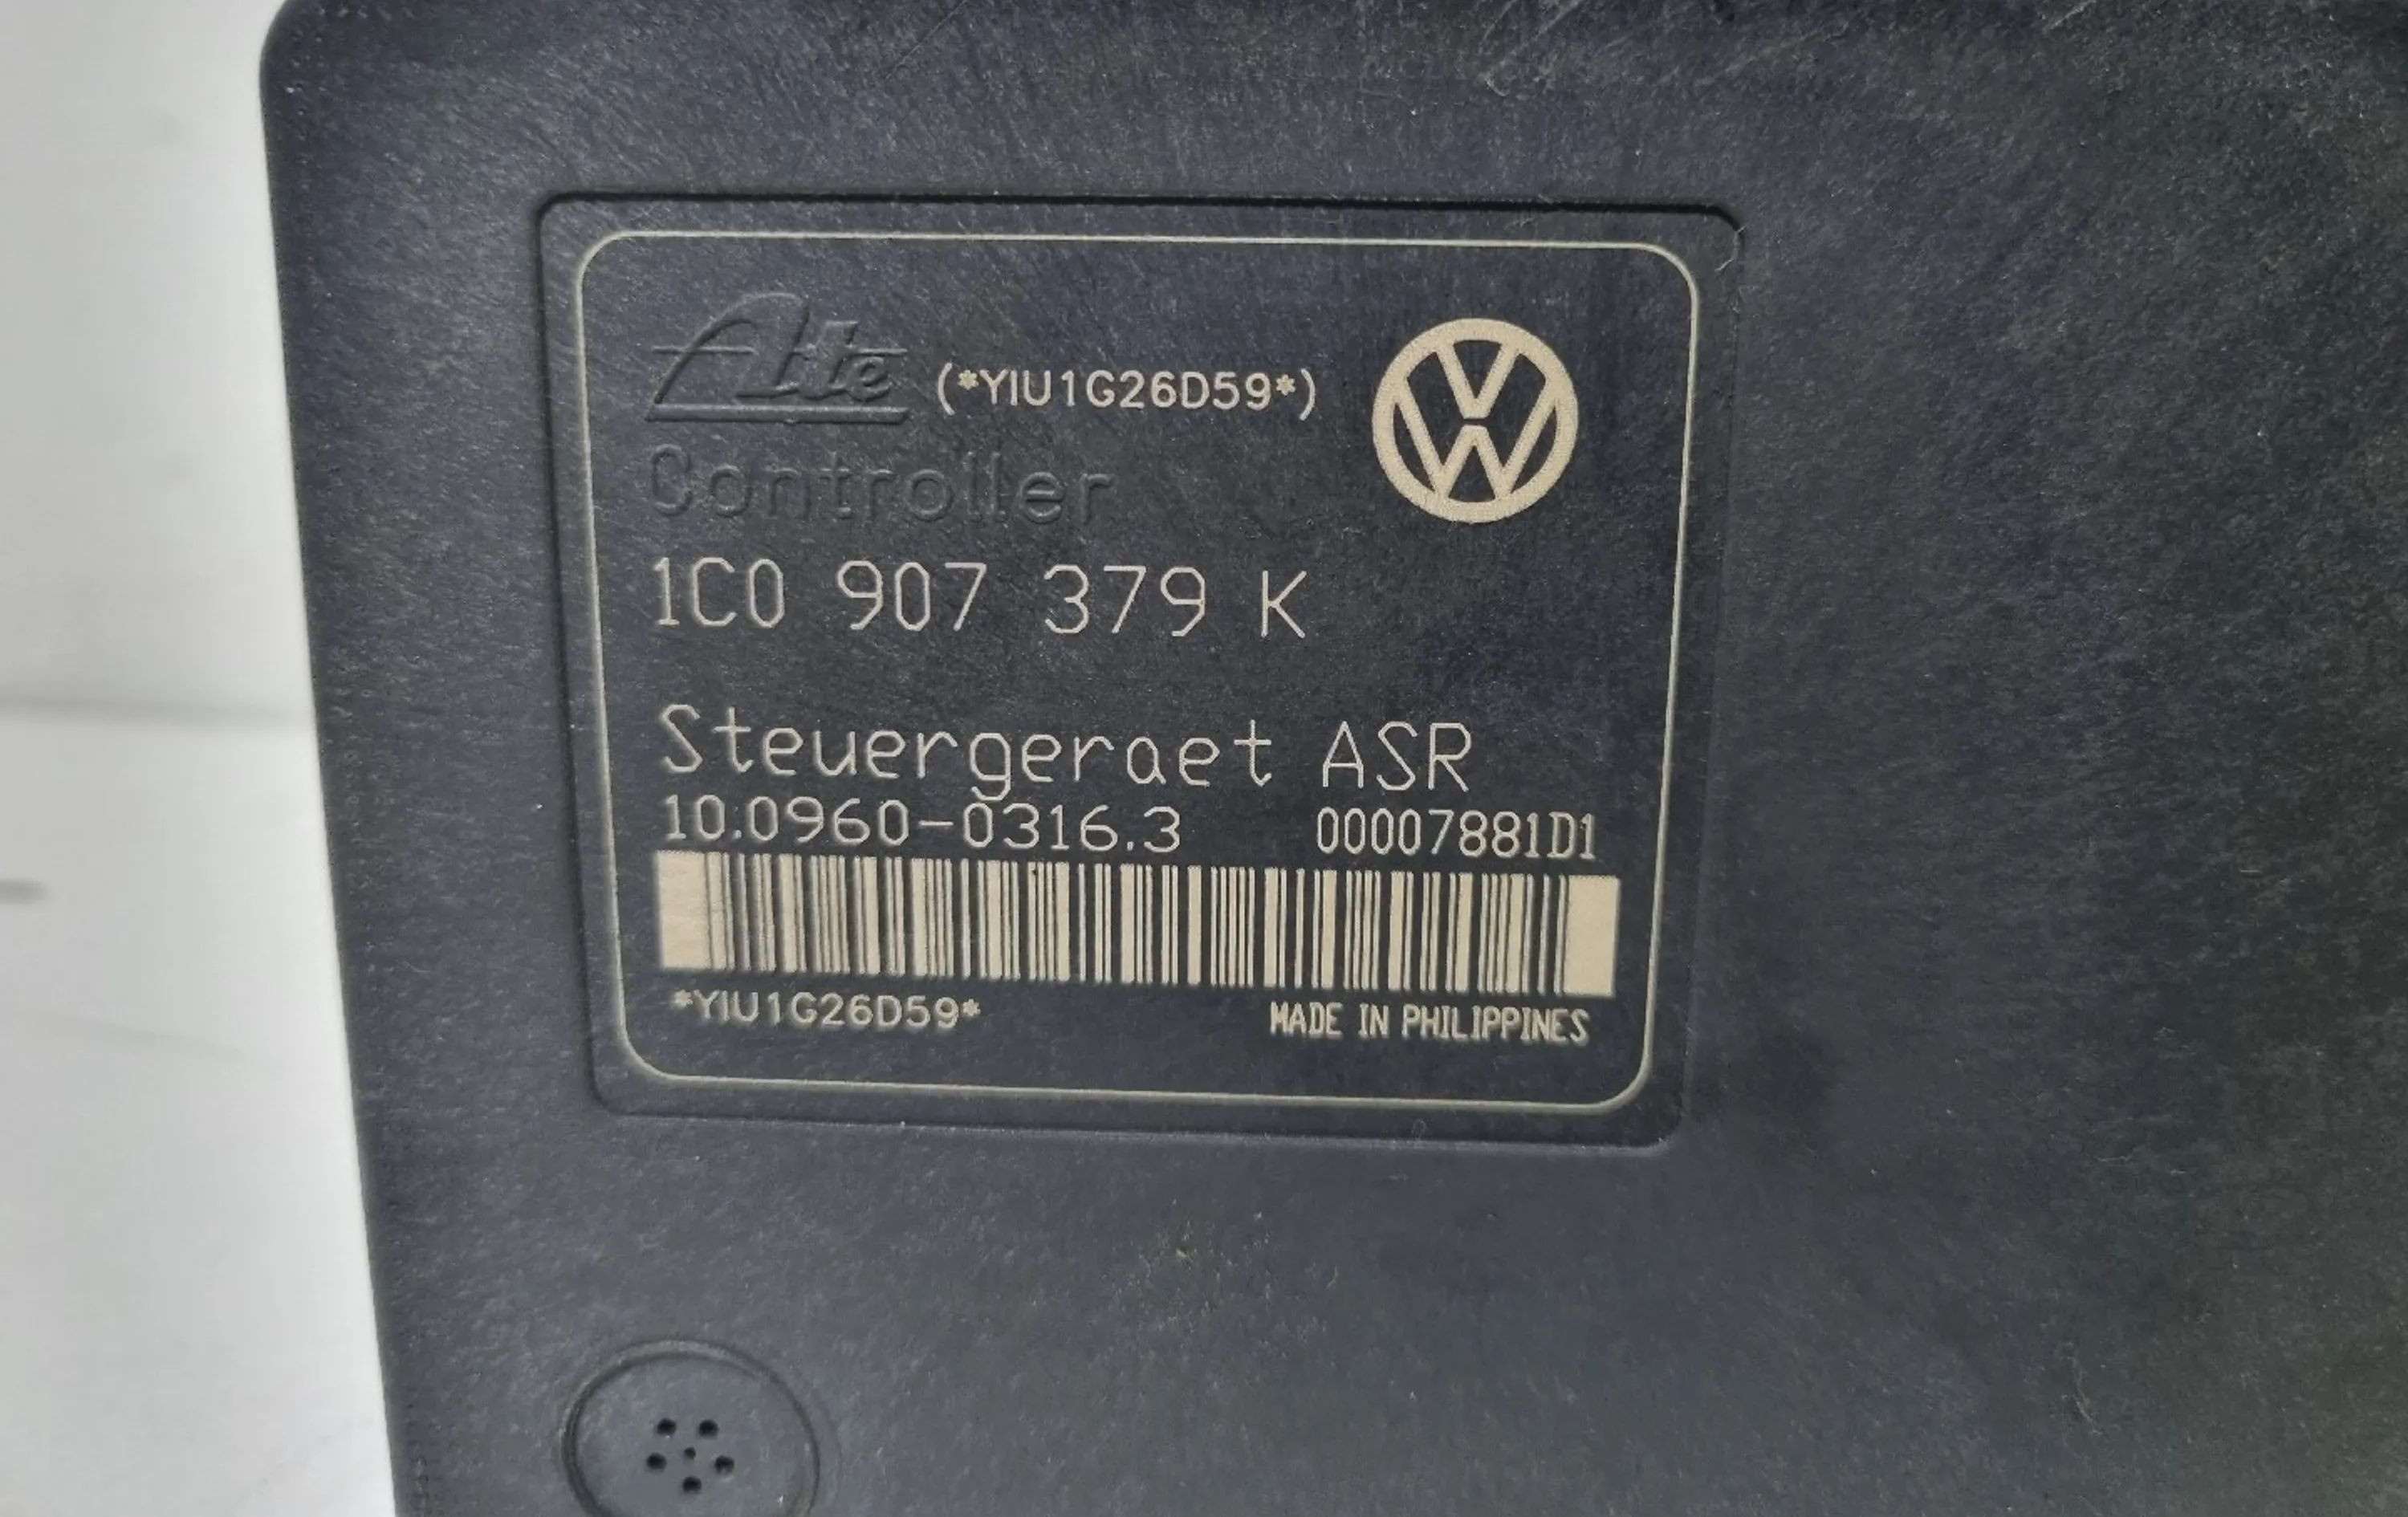 Ate (*YIU1G26D59*)
Controller
1C0 907 379 K
Steuergeraet ASR
10.0960-0316.3 00007881D1
*YIU1G26D59* MADE IN PHILIPPINES